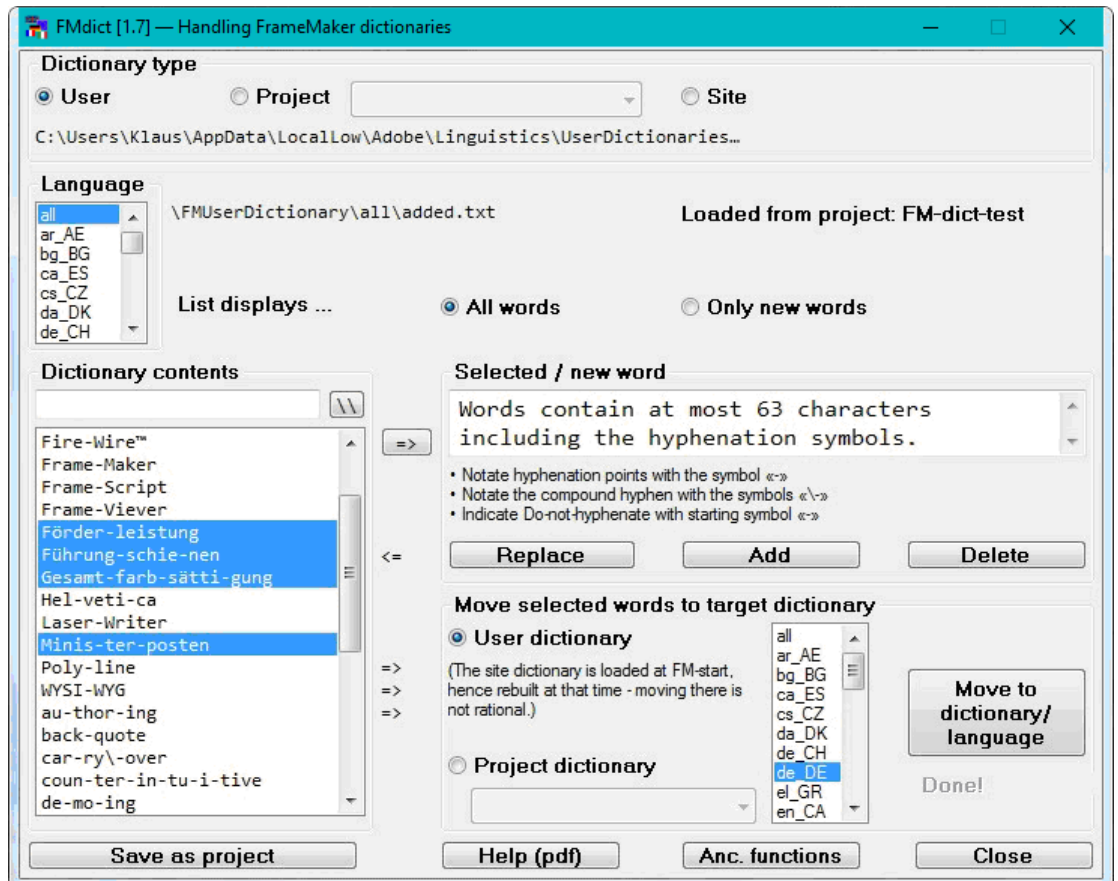 FMdict [1.7] — Handling FrameMaker dictionaries
Dictionary type
User
Project
Site
C:\Users\Klaus\AppData\LocalLow\Adobe\Linguistics\UserDictionaries…
Language
all
ar_AE
bg_BG
ca_ES
cs_CZ
da_DK
de_CH
\FMUserDictionary\all\added.txt
Loaded from project: FM-dict-test
List displays ...
All words
Only new words
Dictionary contents
\\
Fire-Wire™
Frame-Maker
Frame-Script
Frame-Viever
Förder-leistung
Führung-schie-nen
Gesamt-farb-sätti-gung
Hel-veti-ca
Laser-Writer
Minis-ter-posten
Poly-line
WYSI-WYG
au-thor-ing
back-quote
car-ry\-over
coun-ter-in-tu-i-tive
de-mo-ing
=>
<=
=>
=>
=>
Selected / new word
Words contain at most 63 characters
including the hyphenation symbols.
• Notate hyphenation points with the symbol «-»
• Notate the compound hyphen with the symbols «\-»
• Indicate Do-not-hyphenate with starting symbol «-»
Replace
Add
Delete
Move selected words to target dictionary
User dictionary
(The site dictionary is loaded at FM-start,
hence rebuilt at that time - moving there is
not rational.)
Project dictionary
all
ar_AE
bg_BG
ca_ES
cs_CZ
da_DK
de_CH
de_DE
el_GR
en_CA
Move to
dictionary/
language
Done!
Save as project
Help (pdf)
Anc. functions
Close